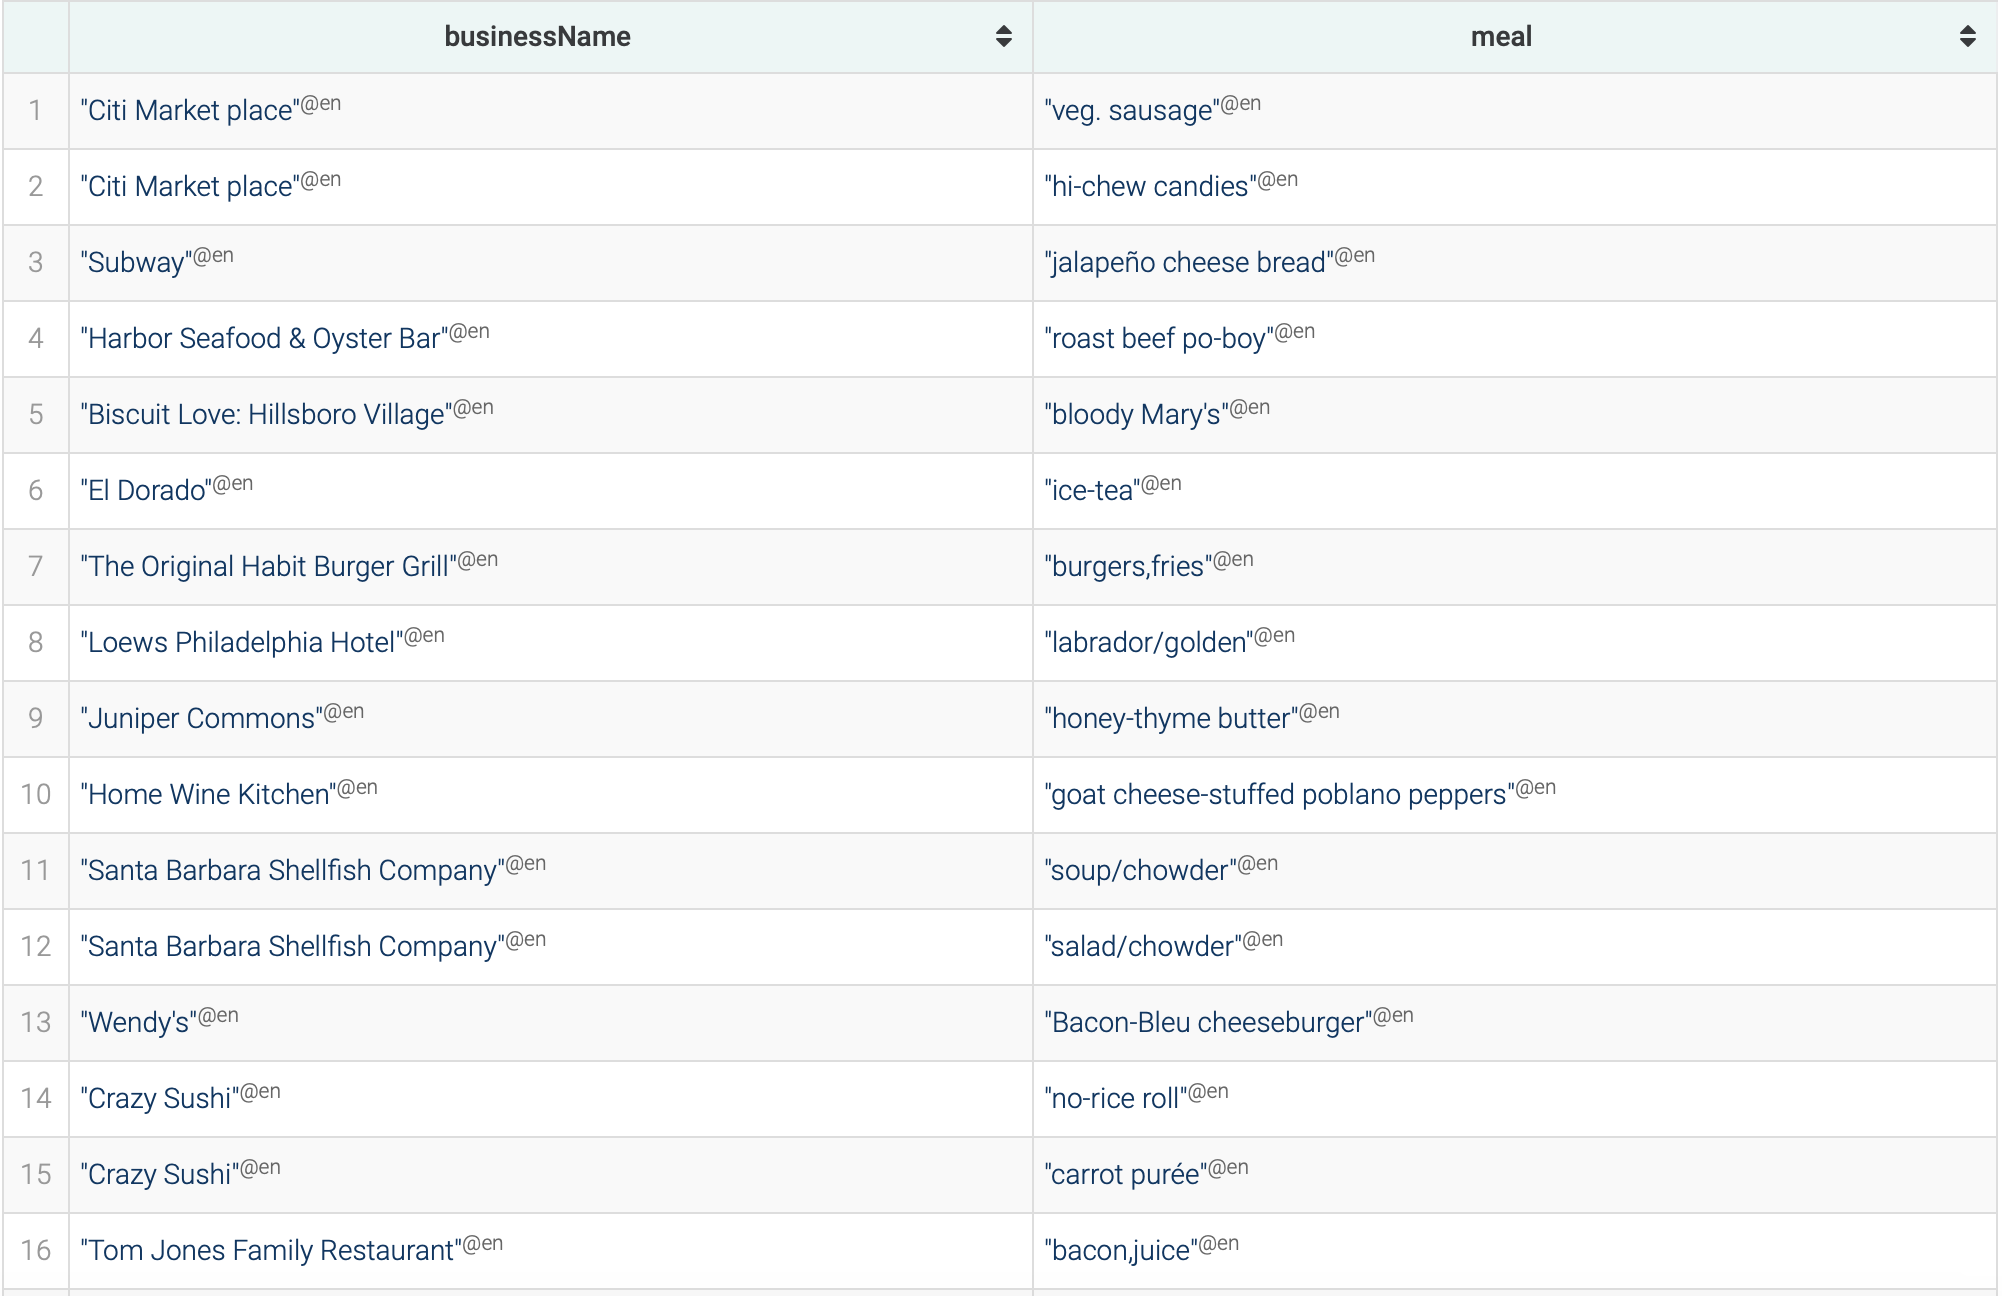 businessName meal
1 "Citi Market place"@en "veg. sausage"@en
2 "Citi Market place"@en "hi-chew candies"@en
3 "Subway"@en "jalapeño cheese bread"@en
4 "Harbor Seafood & Oyster Bar"@en "roast beef po-boy"@en
5 "Biscuit Love: Hillsboro Village"@en "bloody Mary's"@en
6 "El Dorado"@en "ice-tea"@en
7 "The Original Habit Burger Grill"@en "burgers,fries"@en
8 "Loews Philadelphia Hotel"@en "labrador/golden"@en
9 "Juniper Commons"@en "honey-thyme butter"@en
10 "Home Wine Kitchen"@en "goat cheese-stuffed poblano peppers"@en
11 "Santa Barbara Shellfish Company"@en "soup/chowder"@en
12 "Santa Barbara Shellfish Company"@en "salad/chowder"@en
13 "Wendy's"@en "Bacon-Bleu cheeseburger"@en
14 "Crazy Sushi"@en "no-rice roll"@en
15 "Crazy Sushi"@en "carrot purée"@en
16 "Tom Jones Family Restaurant"@en "bacon,juice"@en